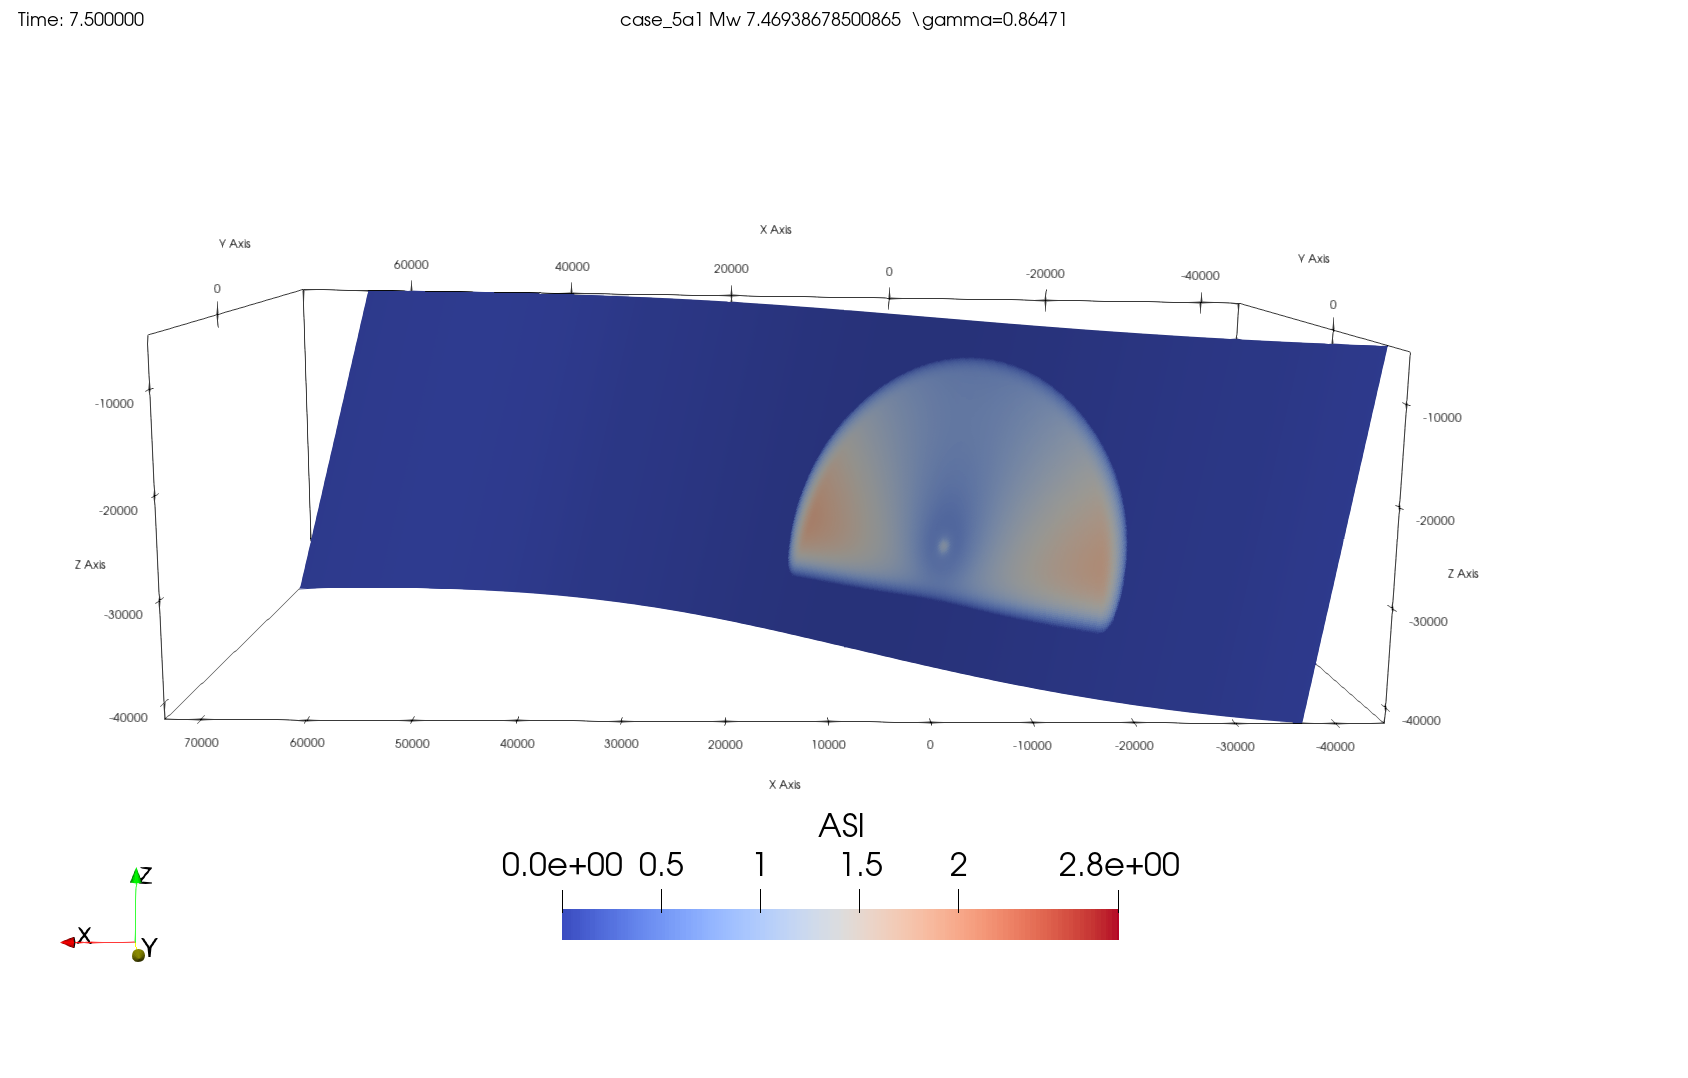 Time: 7.500000
case_5a1 Mw 7.46938678500865 \gamma=0.86471
X Axis
Y Axis
Y Axis
60000 40000 20000 0 -20000 -40000
0
0
-10000
-20000
Z Axis
-30000
-40000
-10000
-20000
Z Axis
-30000
-40000
70000 60000 50000 40000 30000 20000 10000 0 -10000 -20000 -30000 -40000
X Axis
ASI
0.0e+00 0.5 1 1.5 2 2.8e+00
Z
X
Y